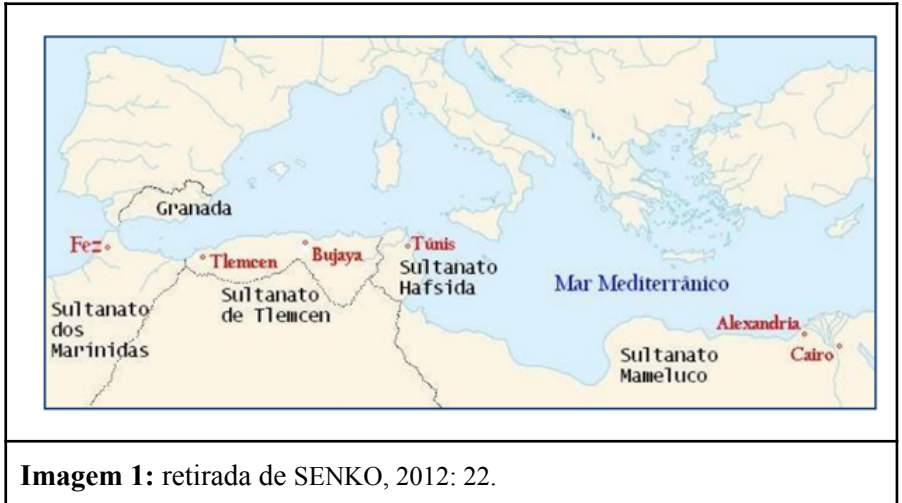 Granada
Fez
Tlemcen
Bujaya
Túnis
Sultanato
Hafsida
Sultanato
de Tlemcen
Sultanato
dos
Marinidas
Mar Mediterrânico
Alexandria
Cairo
Sultanato
Mameluco
Imagem 1: retirada de SENKO, 2012: 22.